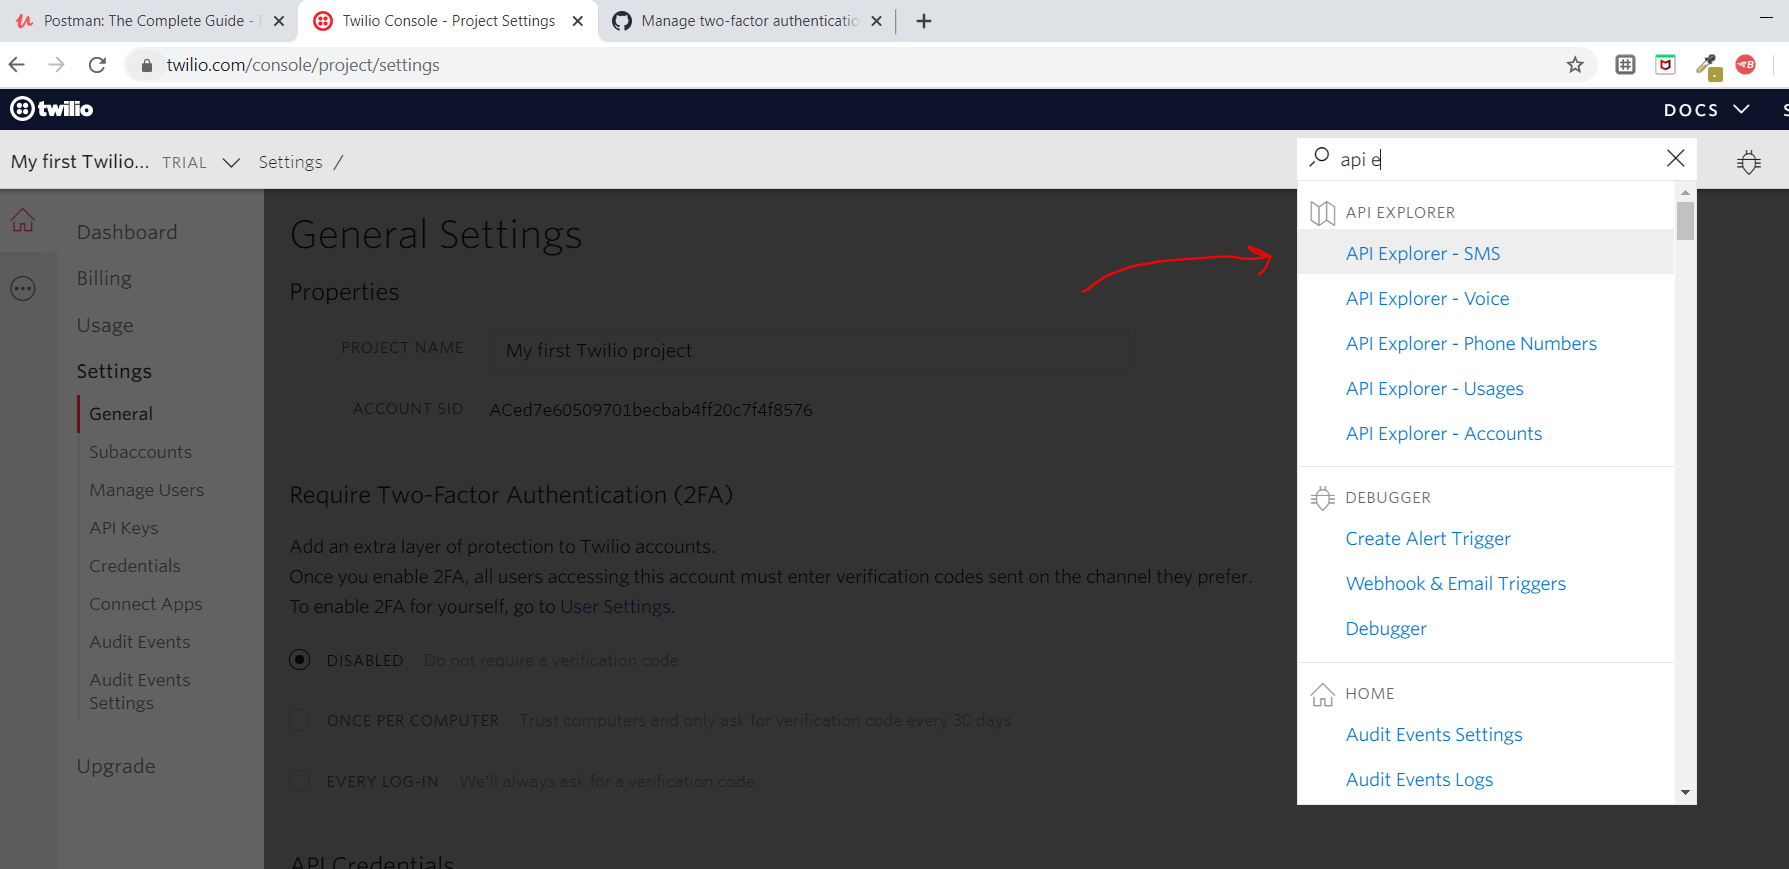 Postman: The Complete Guide -
Twilio Console - Project Settings
Manage two-factor authenticatio
twilio.com/console/project/settings
twilio
DOCS
My first Twilio... TRIAL
Settings /
api e
API EXPLORER
API Explorer - SMS
API Explorer - Voice
API Explorer - Phone Numbers
API Explorer - Usages
API Explorer - Accounts
DEBUGGER
Create Alert Trigger
Webhook & Email Triggers
Debugger
HOME
Audit Events Settings
Audit Events Logs
Dashboard
Billing
Usage
Settings
General
Subaccounts
Manage Users
API Keys
Credentials
Connect Apps
Audit Events
Audit Events
Settings
Upgrade
General Settings
Properties
PROJECT NAME My first Twilio project
ACCOUNT SID ACed7e60509701becbab4ff20c7f4f8576
Require Two-Factor Authentication (2FA)
Add an extra layer of protection to Twilio accounts.
Once you enable 2FA, all users accessing this account must enter verification codes sent on the channel they prefer.
To enable 2FA for yourself, go to User Settings.
DISABLED Do not require a verification code
ONCE PER COMPUTER Trust computers and only ask for verification code every 30 days
EVERY LOG-IN We'll always ask for a verification code
API Credentials